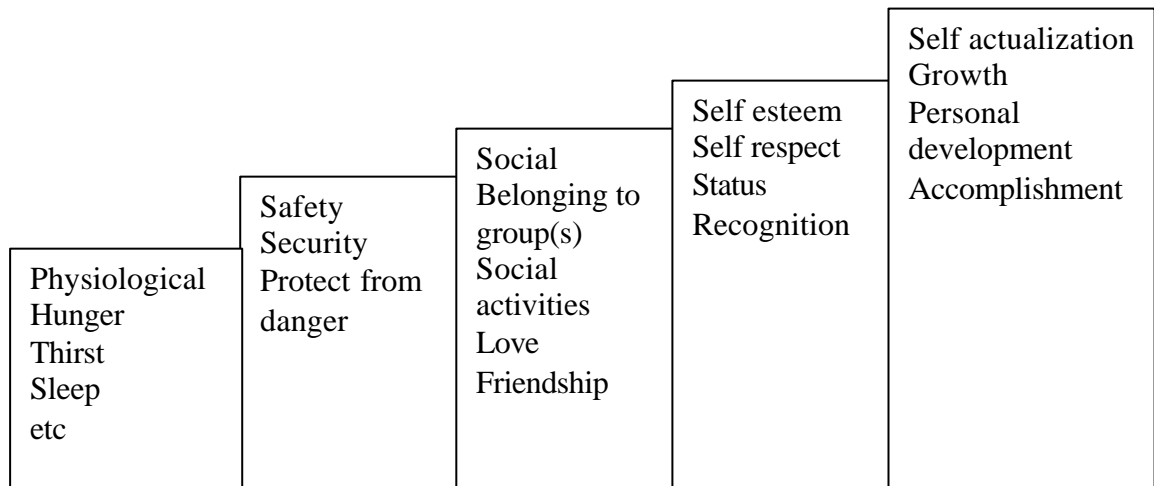 Physiological
Hunger
Thirst
Sleep
etc
Safety
Security
Protect from
danger
Social
Belonging to
group(s)
Social
activities
Love
Friendship
Self esteem
Self respect
Status
Recognition
Self actualization
Growth
Personal
development
Accomplishment